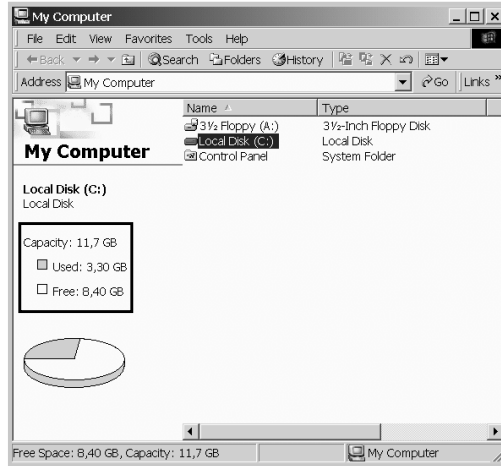 My Computer
File Edit View Favorites Tools Help
Back Search Folders History
Address My Computer Go Links »
Name Type
3½ Floppy (A:) 3½-Inch Floppy Disk
Local Disk (C:) Local Disk
Control Panel System Folder
My Computer
Local Disk (C:)
Local Disk
Capacity: 11,7 GB
Used: 3,30 GB
Free: 8,40 GB
Free Space: 8,40 GB, Capacity: 11,7 GB My Computer